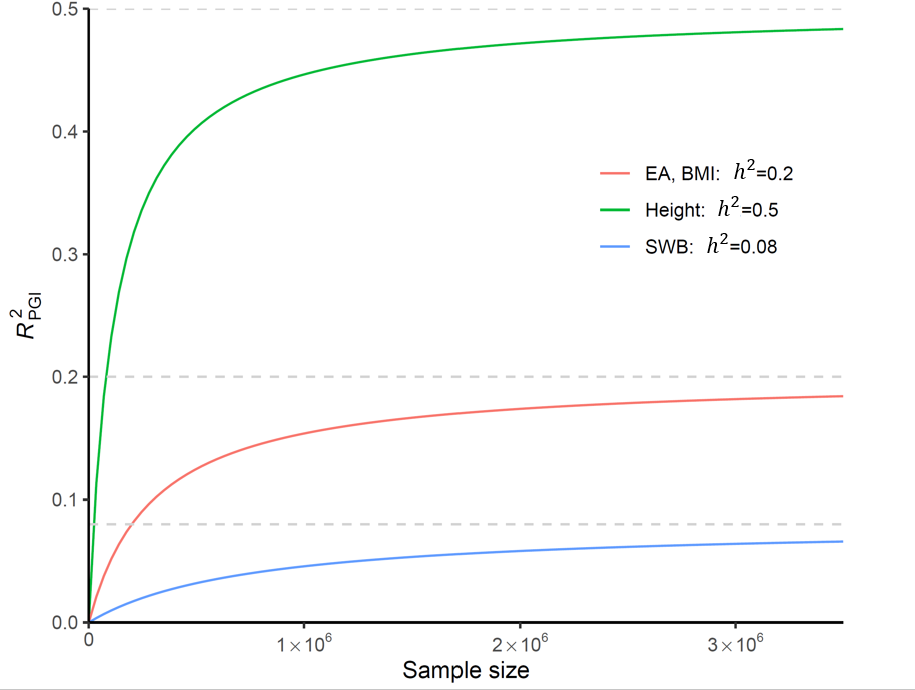 0.5
0.4
0.3
0.2
0.1
0.0
R²PGI
EA, BMI: h²=0.2
Height: h²=0.5
SWB: h²=0.08
0
1×10⁶
2×10⁶
3×10⁶
Sample size